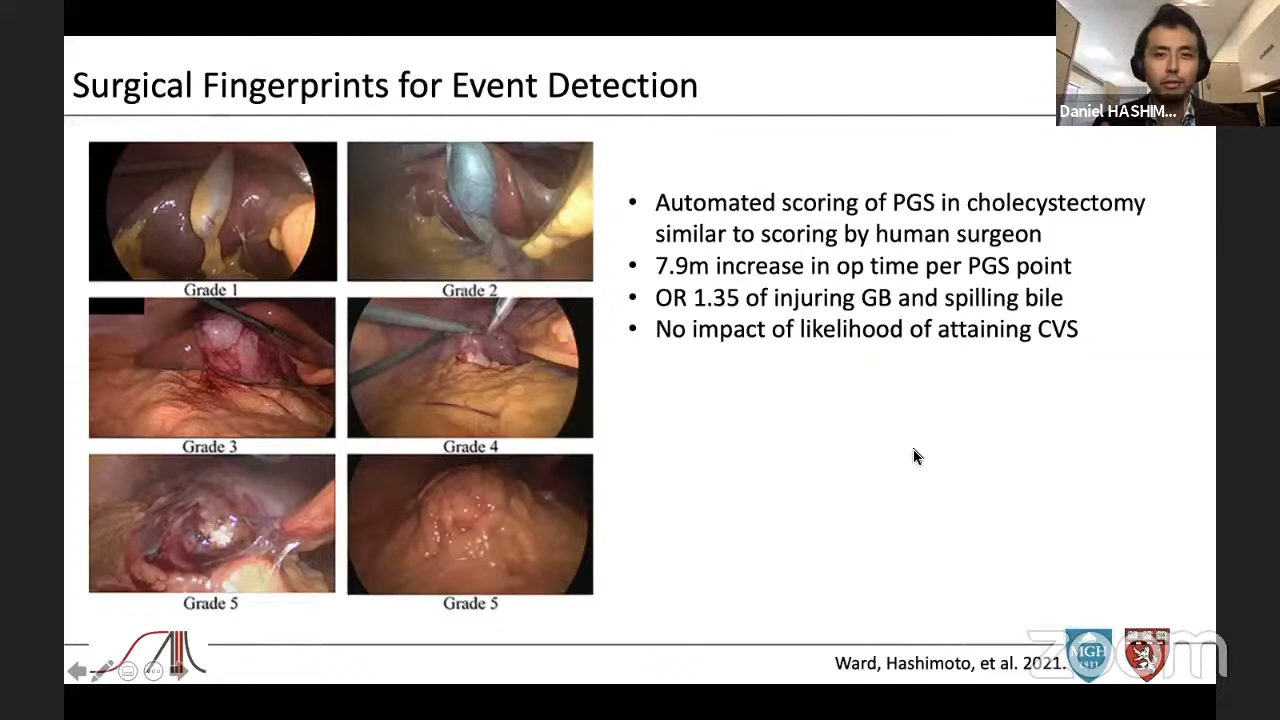 Surgical Fingerprints for Event Detection
Daniel HASHIM...
Grade 1
Grade 2
Grade 3
Grade 4
Grade 5
Grade 5
• Automated scoring of PGS in cholecystectomy
similar to scoring by human surgeon
• 7.9m increase in op time per PGS point
• OR 1.35 of injuring GB and spilling bile
• No impact of likelihood of attaining CVS
Ward, Hashimoto, et al. 2021.
MGH
1811
zoom